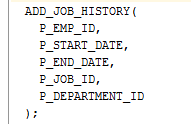 ADD_JOB_HISTORY(
P_EMP_ID,
P_START_DATE,
P_END_DATE,
P_JOB_ID,
P_DEPARTMENT_ID
);